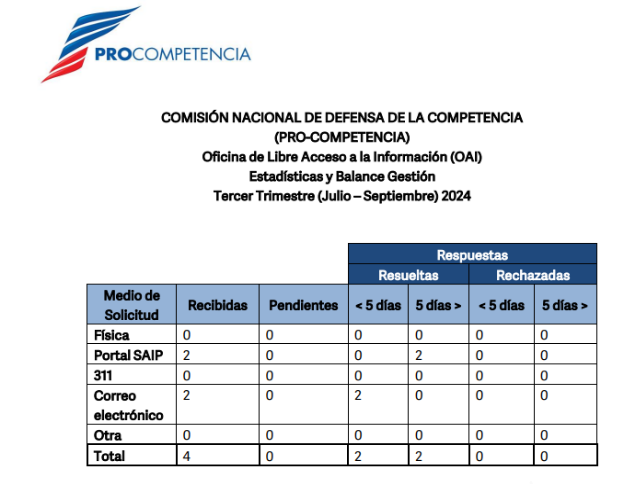 PROCOMPETENCIA
COMISIÓN NACIONAL DE DEFENSA DE LA COMPETENCIA
(PRO-COMPETENCIA)
Oficina de Libre Acceso a la Información (OAI)
Estadísticas y Balance Gestión
Tercer Trimestre (Julio – Septiembre) 2024
Respuestas
Resueltas Rechazadas
Medio de
Solicitud Recibidas Pendientes < 5 días 5 días > < 5 días 5 días >
Física 0 0 0 0 0 0
Portal SAIP 2 0 0 2 0 0
311 0 0 0 0 0 0
Correo 2 0 2 0 0 0
electrónico
Otra 0 0 0 0 0 0
Total 4 0 2 2 0 0